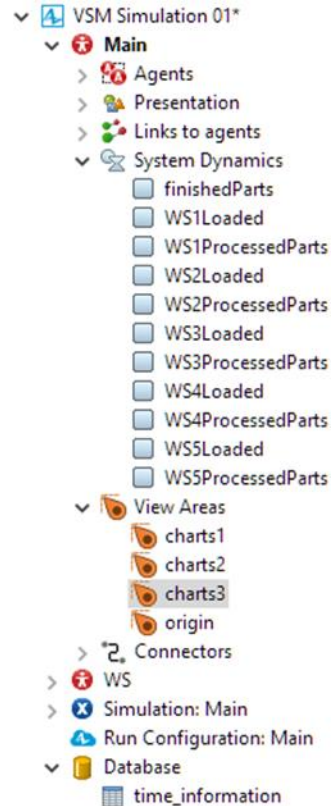 VSM Simulation 01*
Main
Agents
Presentation
Links to agents
System Dynamics
finishedParts
WS1Loaded
WS1ProcessedParts
WS2Loaded
WS2ProcessedParts
WS3Loaded
WS3ProcessedParts
WS4Loaded
WS4ProcessedParts
WS5Loaded
WS5ProcessedParts
View Areas
charts1
charts2
charts3
origin
Connectors
WS
Simulation: Main
Run Configuration: Main
Database
time_information